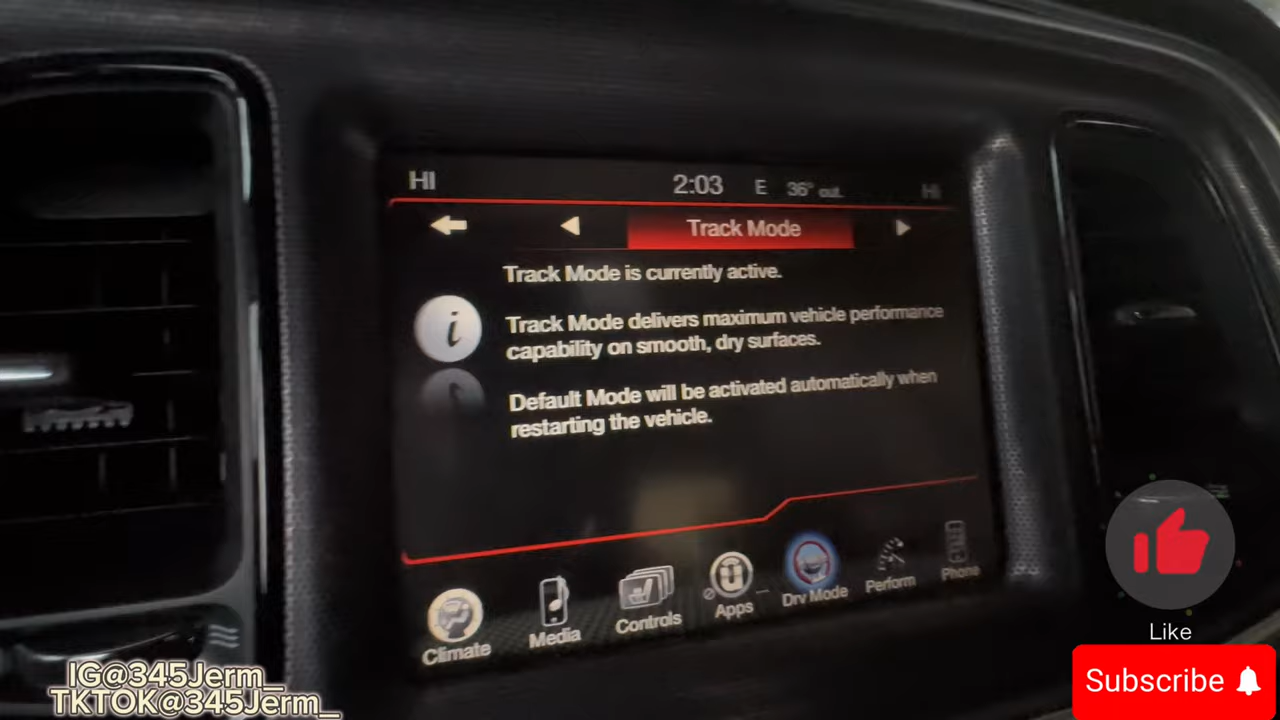 HI 2:03 E 36° out. HI
Track Mode
Track Mode is currently active.
Track Mode delivers maximum vehicle performance
capability on smooth, dry surfaces.
Default Mode will be activated automatically when
restarting the vehicle.
Climate Media Controls Apps Drv Mode Perform Phone
Like
Subscribe
IG@345Jerm_
TKTOK@345Jerm_